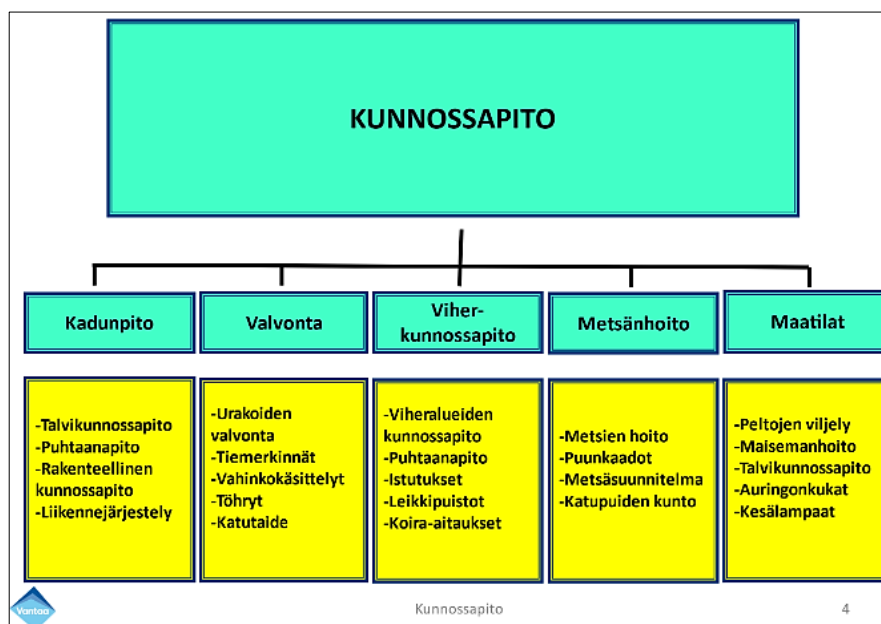 KUNNOSSAPITO
Kadunpito
Valvonta
Viher-
kunnossapito
Metsänhoito
Maatilat
-Talvikunnossapito
-Puhtaanapito
-Rakenteellinen
kunnossapito
-Liikennejärjestely
-Urakoiden
valvonta
-Tiemerkinnät
-Vahinkokäsittelyt
-Töhryt
-Katutaide
-Viheralueiden
kunnossapito
-Puhtaanapito
-Istutukset
-Leikkipuistot
-Koira-aitaukset
-Metsien hoito
-Puunkaadot
-Metsäsuunnitelma
-Katupuiden kunto
-Peltojen viljely
-Maisemanhoito
-Talvikunnossapito
-Auringonkukat
-Kesälampaat
Vantaa
Kunnossapito
4